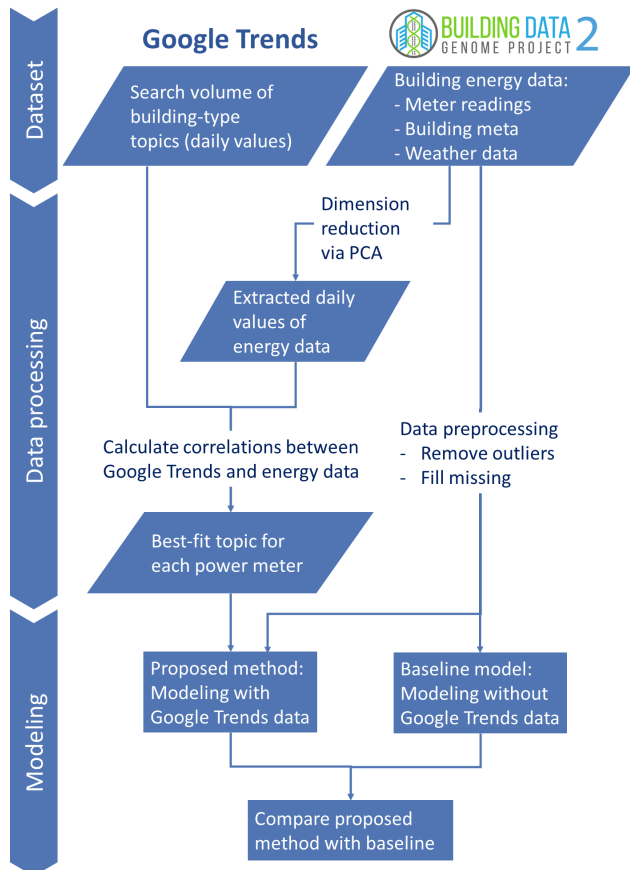 Dataset
Google Trends
BUILDING DATA
GENOME PROJECT 2
Search volume of
building-type
topics (daily values)
Building energy data:
- Meter readings
- Building meta
- Weather data
Data processing
Dimension
reduction
via PCA
Extracted daily
values of
energy data
Calculate correlations between
Google Trends and energy data
Data preprocessing
- Remove outliers
- Fill missing
Best-fit topic for
each power meter
Modeling
Proposed method:
Modeling with
Google Trends data
Baseline model:
Modeling without
Google Trends data
Compare proposed
method with baseline